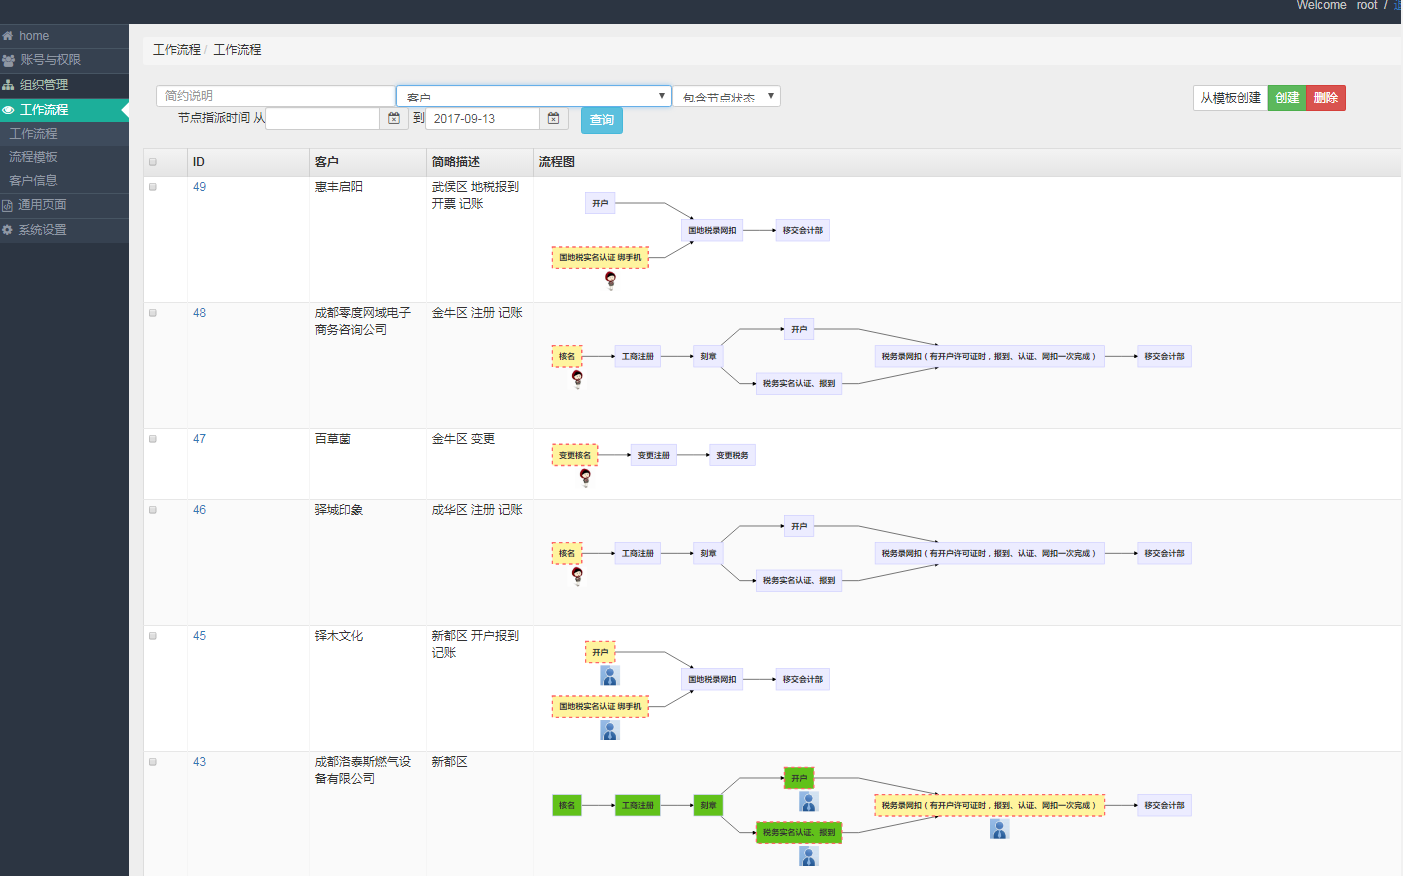 Welcome root /
home
账号与权限
组织管理
工作流程
工作流程
流程模板
客户信息
通用页面
系统设置
工作流程 / 工作流程
简约说明
客户
包含节点状态
从模板创建
创建
删除
节点指派时间 从
到
2017-09-13
查询
ID 客户 简略描述 流程图
49
惠丰启阳
武侯区 地税报到
开票 记账
开户
国地税录网扣
移交会计部
国地税实名认证 绑手机
48
成都零度网域电子
商务咨询公司
金牛区 注册 记账
开户
核名
工商注册
刻章
税务录网扣（有开户许可证时，报到、认证、网扣一次完成）
移交会计部
税务实名认证、报到
47
百草菌
金牛区 变更
变更核名
变更注册
变更税务
46
驿城印象
成华区 注册 记账
开户
核名
工商注册
刻章
税务录网扣（有开户许可证时，报到、认证、网扣一次完成）
移交会计部
税务实名认证、报到
45
铎木文化
新都区 开户报到
记账
开户
国地税录网扣
移交会计部
国地税实名认证 绑手机
43
成都洛泰斯燃气设
备有限公司
新都区
开户
核名
工商注册
刻章
税务录网扣（有开户许可证时，报到、认证、网扣一次完成）
移交会计部
税务实名认证、报到